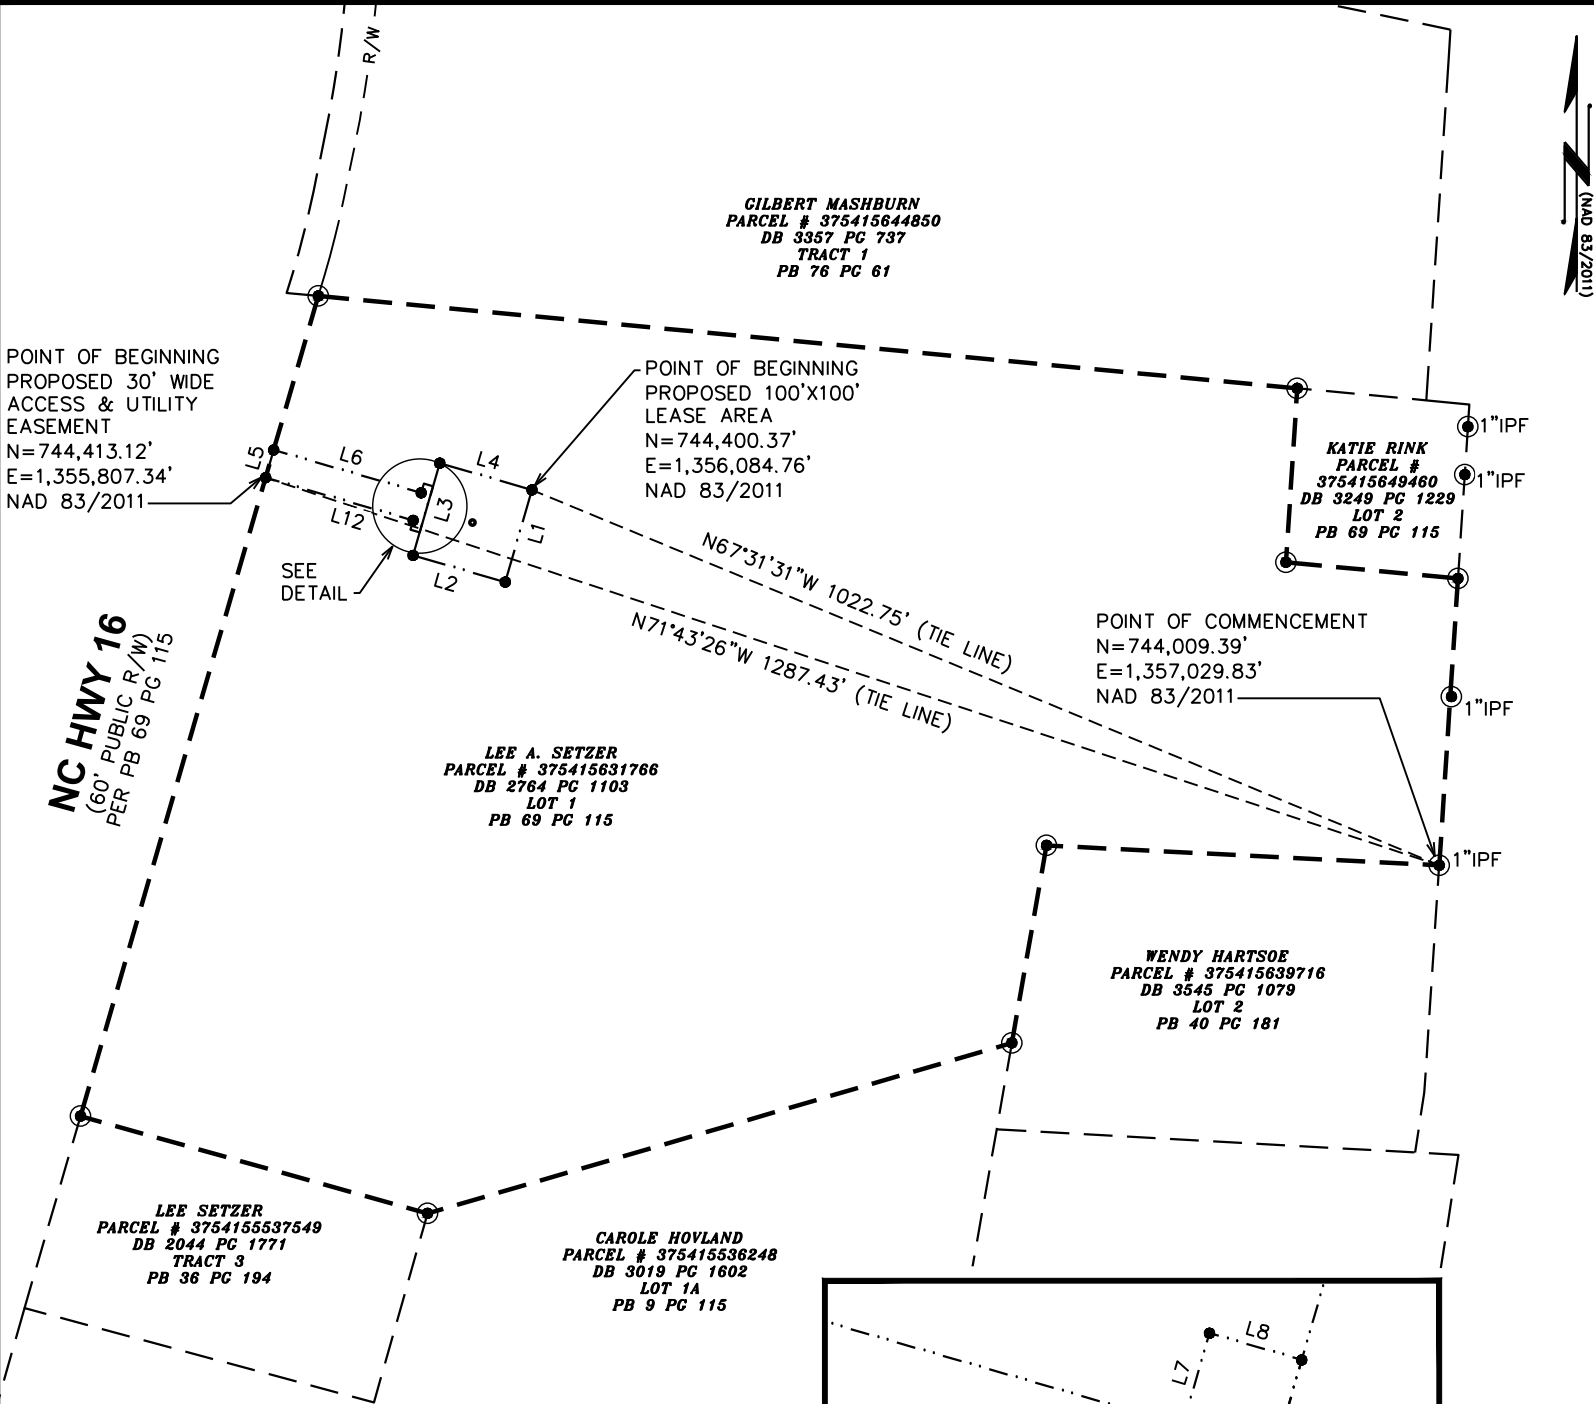 R/W
(NAD 83/2011)
GILBERT MASHBURN
PARCEL # 375415644850
DB 3357 PG 737
TRACT 1
PB 76 PG 61
POINT OF BEGINNING
PROPOSED 30' WIDE
ACCESS & UTILITY
EASEMENT
N=744,413.12'
E=1,355,807.34'
NAD 83/2011
POINT OF BEGINNING
PROPOSED 100'X100'
LEASE AREA
N=744,400.37'
E=1,356,084.76'
NAD 83/2011
L5
L6
L4
L3
L1
L12
L2
SEE
DETAIL
KATIE RINK
PARCEL #
375415649460
DB 3249 PG 1229
LOT 2
PB 69 PG 115
1"IPF
1"IPF
N67°31'31"W 1022.75' (TIE LINE)
N71°43'26"W 1287.43' (TIE LINE)
POINT OF COMMENCEMENT
N=744,009.39'
E=1,357,029.83'
NAD 83/2011
1"IPF
1"IPF
NC HWY 16
(60' PUBLIC R/W)
PER PB 69 PG 115
LEE A. SETZER
PARCEL # 375415631766
DB 2764 PG 1103
LOT 1
PB 69 PG 115
WENDY HARTSOE
PARCEL # 375415639716
DB 3545 PG 1079
LOT 2
PB 40 PG 181
LEE SETZER
PARCEL # 3754155537549
DB 2044 PG 1771
TRACT 3
PB 36 PG 194
CAROLE HOVLAND
PARCEL # 375415536248
DB 3019 PG 1602
LOT 1A
PB 9 PG 115
L8
L7